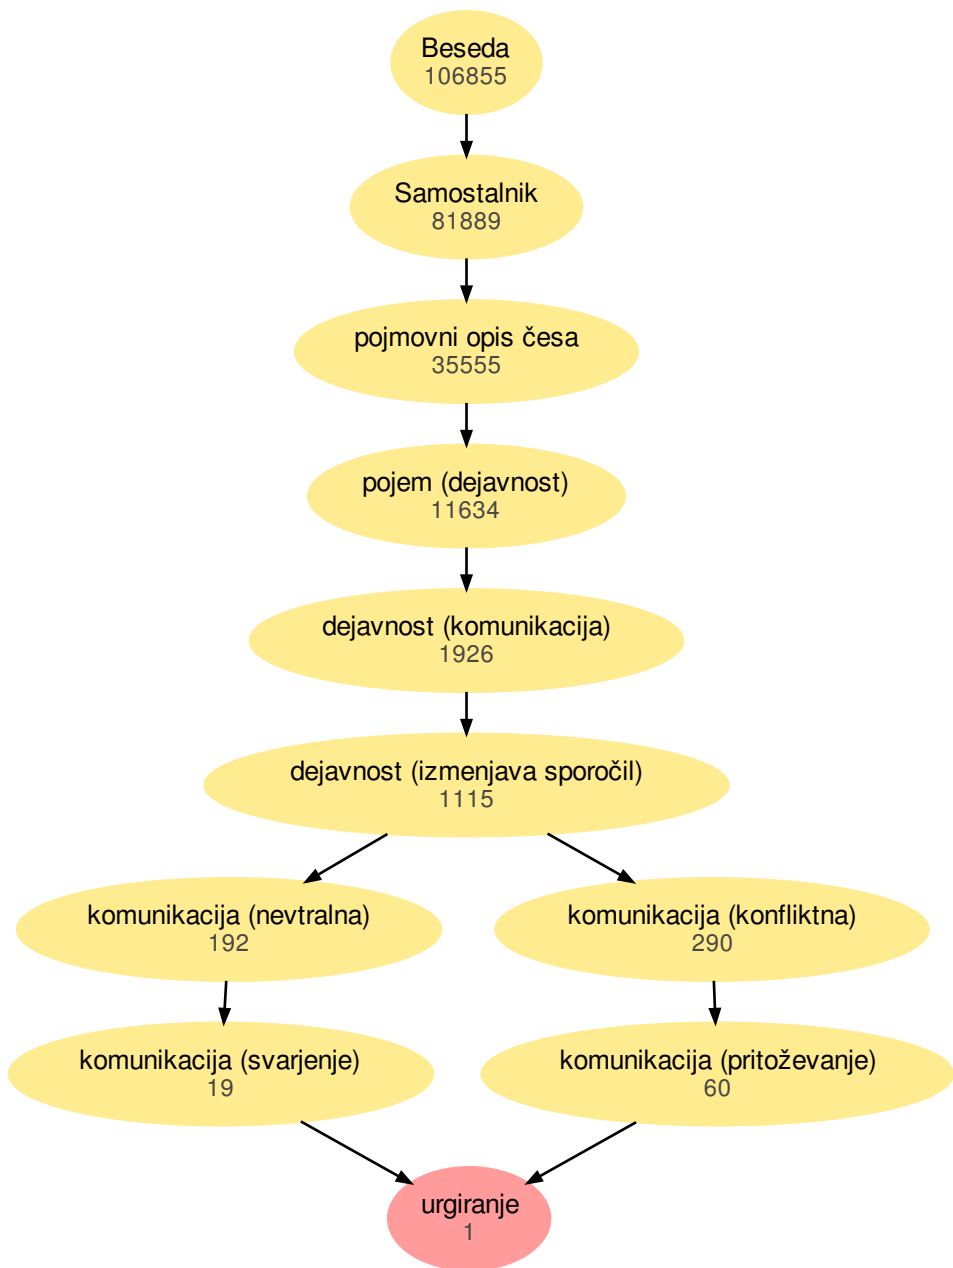 Beseda
106855
Samostalnik
81889
pojmovni opis česa
35555
pojem (dejavnost)
11634
dejavnost (komunikacija)
1926
dejavnost (izmenjava sporočil)
1115
komunikacija (nevtralna)
192
komunikacija (konfliktna)
290
komunikacija (svarjenje)
19
komunikacija (pritoževanje)
60
urgiranje
1